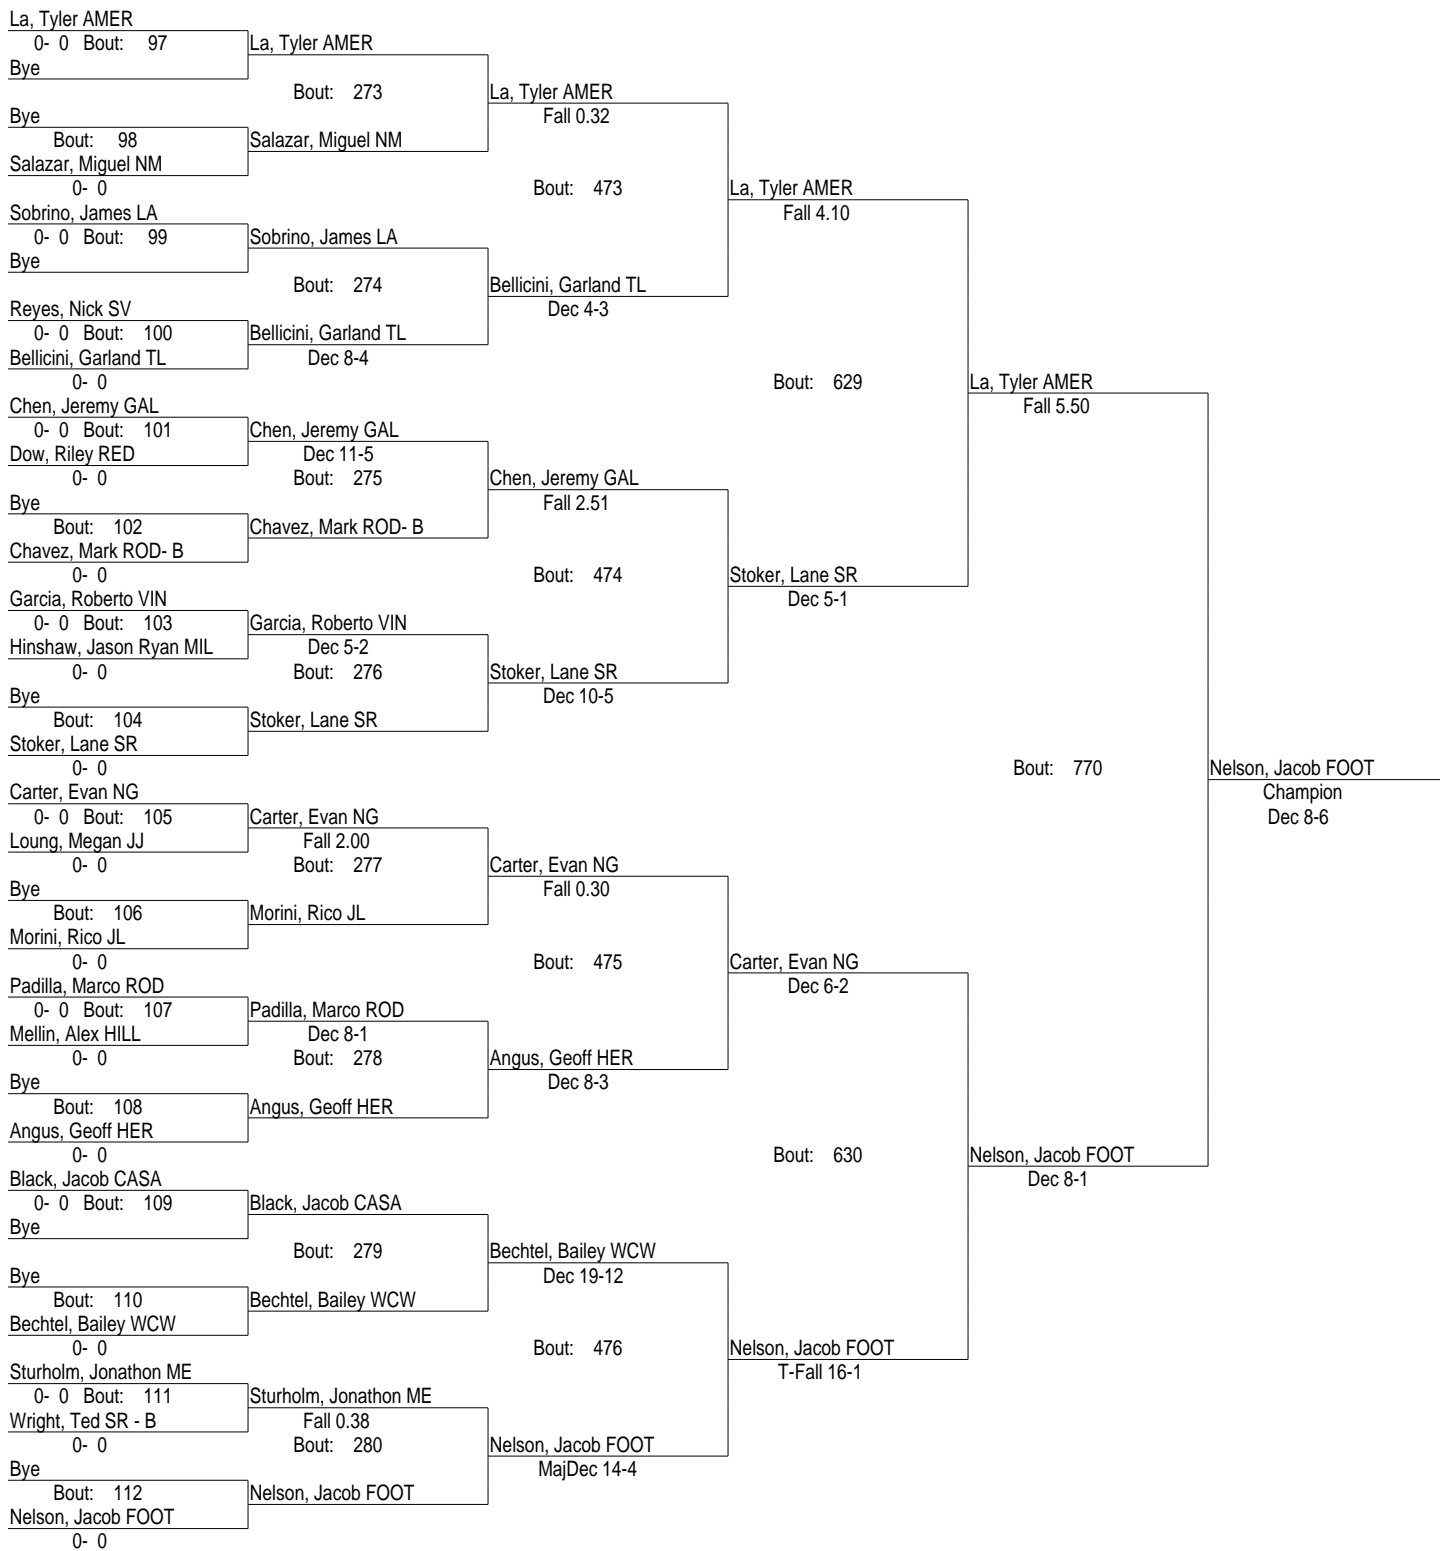 La, Tyler AMER
0- 0 Bout: 97
Bye
Bye
Bout: 98
Salazar, Miguel NM
0- 0
Sobrino, James LA
0- 0 Bout: 99
Bye
Reyes, Nick SV
0- 0 Bout: 100
Bellicini, Garland TL
0- 0
Chen, Jeremy GAL
0- 0 Bout: 101
Dow, Riley RED
0- 0
Bye
Bout: 102
Chavez, Mark ROD- B
0- 0
Garcia, Roberto VIN
0- 0 Bout: 103
Hinshaw, Jason Ryan MIL
0- 0
Bye
Bout: 104
Stoker, Lane SR
0- 0
Carter, Evan NG
0- 0 Bout: 105
Loung, Megan JJ
0- 0
Bye
Bout: 106
Morini, Rico JL
0- 0
Padilla, Marco ROD
0- 0 Bout: 107
Mellin, Alex HILL
0- 0
Bye
Bout: 108
Angus, Geoff HER
0- 0
Black, Jacob CASA
0- 0 Bout: 109
Bye
Bye
Bout: 110
Bechtel, Bailey WCW
0- 0
Sturholm, Jonathon ME
0- 0 Bout: 111
Wright, Ted SR - B
0- 0
Bye
Bout: 112
Nelson, Jacob FOOT
0- 0
La, Tyler AMER
Bout: 273
Salazar, Miguel NM
Sobrino, James LA
Bout: 274
Bellicini, Garland TL
Dec 8-4
Chen, Jeremy GAL
Dec 11-5
Bout: 275
Chavez, Mark ROD- B
Garcia, Roberto VIN
Dec 5-2
Bout: 276
Stoker, Lane SR
Carter, Evan NG
Fall 2.00
Bout: 277
Morini, Rico JL
Padilla, Marco ROD
Dec 8-1
Bout: 278
Angus, Geoff HER
Black, Jacob CASA
Bout: 279
Bechtel, Bailey WCW
Sturholm, Jonathon ME
Fall 0.38
Bout: 280
Nelson, Jacob FOOT
La, Tyler AMER
Fall 0.32
Bout: 473
Bellicini, Garland TL
Dec 4-3
Chen, Jeremy GAL
Fall 2.51
Bout: 474
Stoker, Lane SR
Dec 10-5
Carter, Evan NG
Fall 0.30
Bout: 475
Angus, Geoff HER
Dec 8-3
Bechtel, Bailey WCW
Dec 19-12
Bout: 476
Nelson, Jacob FOOT
MajDec 14-4
La, Tyler AMER
Fall 4.10
Bout: 629
Stoker, Lane SR
Dec 5-1
Carter, Evan NG
Dec 6-2
Bout: 630
Nelson, Jacob FOOT
T-Fall 16-1
La, Tyler AMER
Fall 5.50
Bout: 770
Nelson, Jacob FOOT
Dec 8-1
Nelson, Jacob FOOT
Champion
Dec 8-6